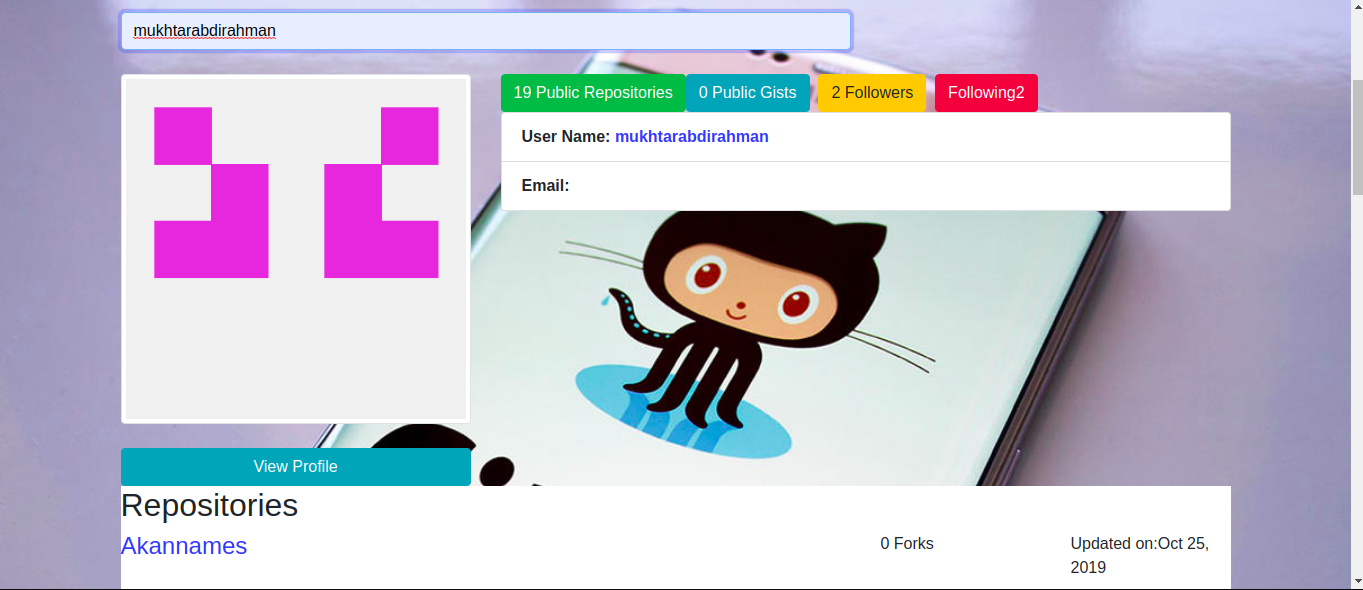 mukhtarabdirahman
19 Public Repositories 0 Public Gists 2 Followers Following2
User Name: mukhtarabdirahman
Email:
View Profile
Repositories
Akannames 0 Forks Updated on:Oct 25,
2019